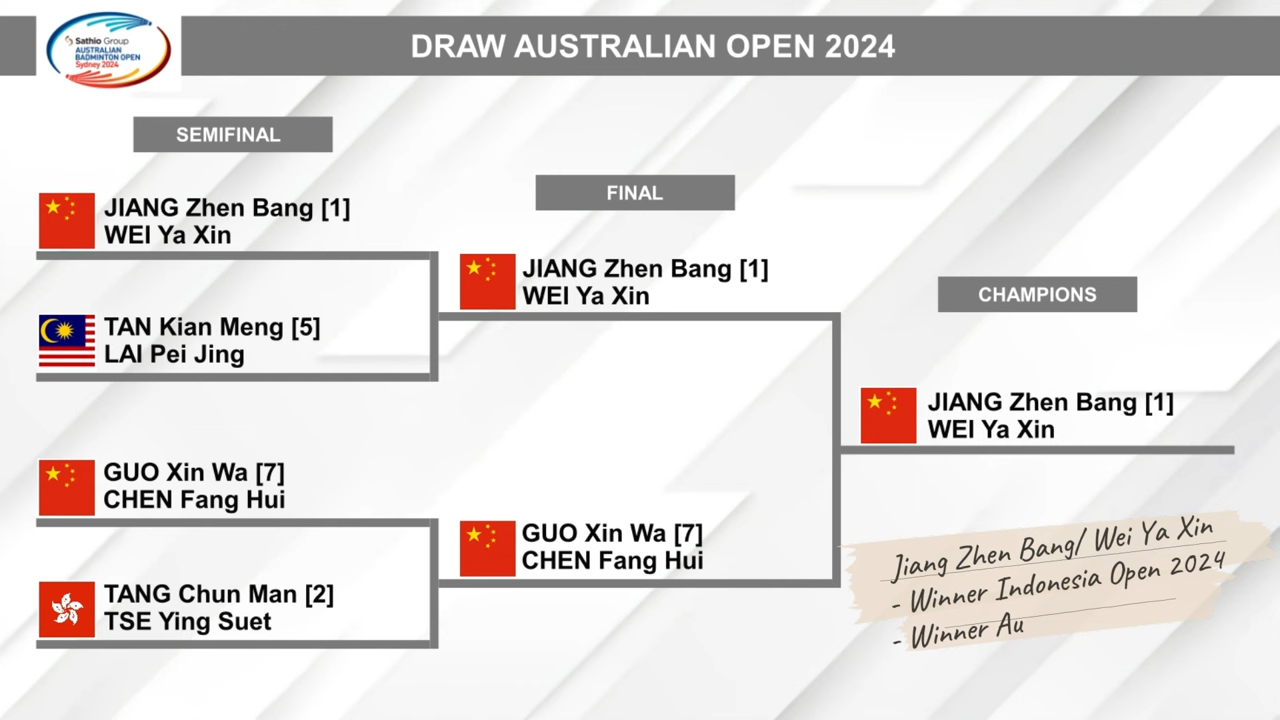 Sathio Group
AUSTRALIAN
BADMINTON OPEN
Sydney 2024
DRAW AUSTRALIAN OPEN 2024
SEMIFINAL
JIANG Zhen Bang [1]
WEI Ya Xin
TAN Kian Meng [5]
LAI Pei Jing
GUO Xin Wa [7]
CHEN Fang Hui
TANG Chun Man [2]
TSE Ying Suet
FINAL
JIANG Zhen Bang [1]
WEI Ya Xin
GUO Xin Wa [7]
CHEN Fang Hui
CHAMPIONS
JIANG Zhen Bang [1]
WEI Ya Xin
Jiang Zhen Bang/ Wei Ya Xin
- Winner Indonesia Open 2024
- Winner Au